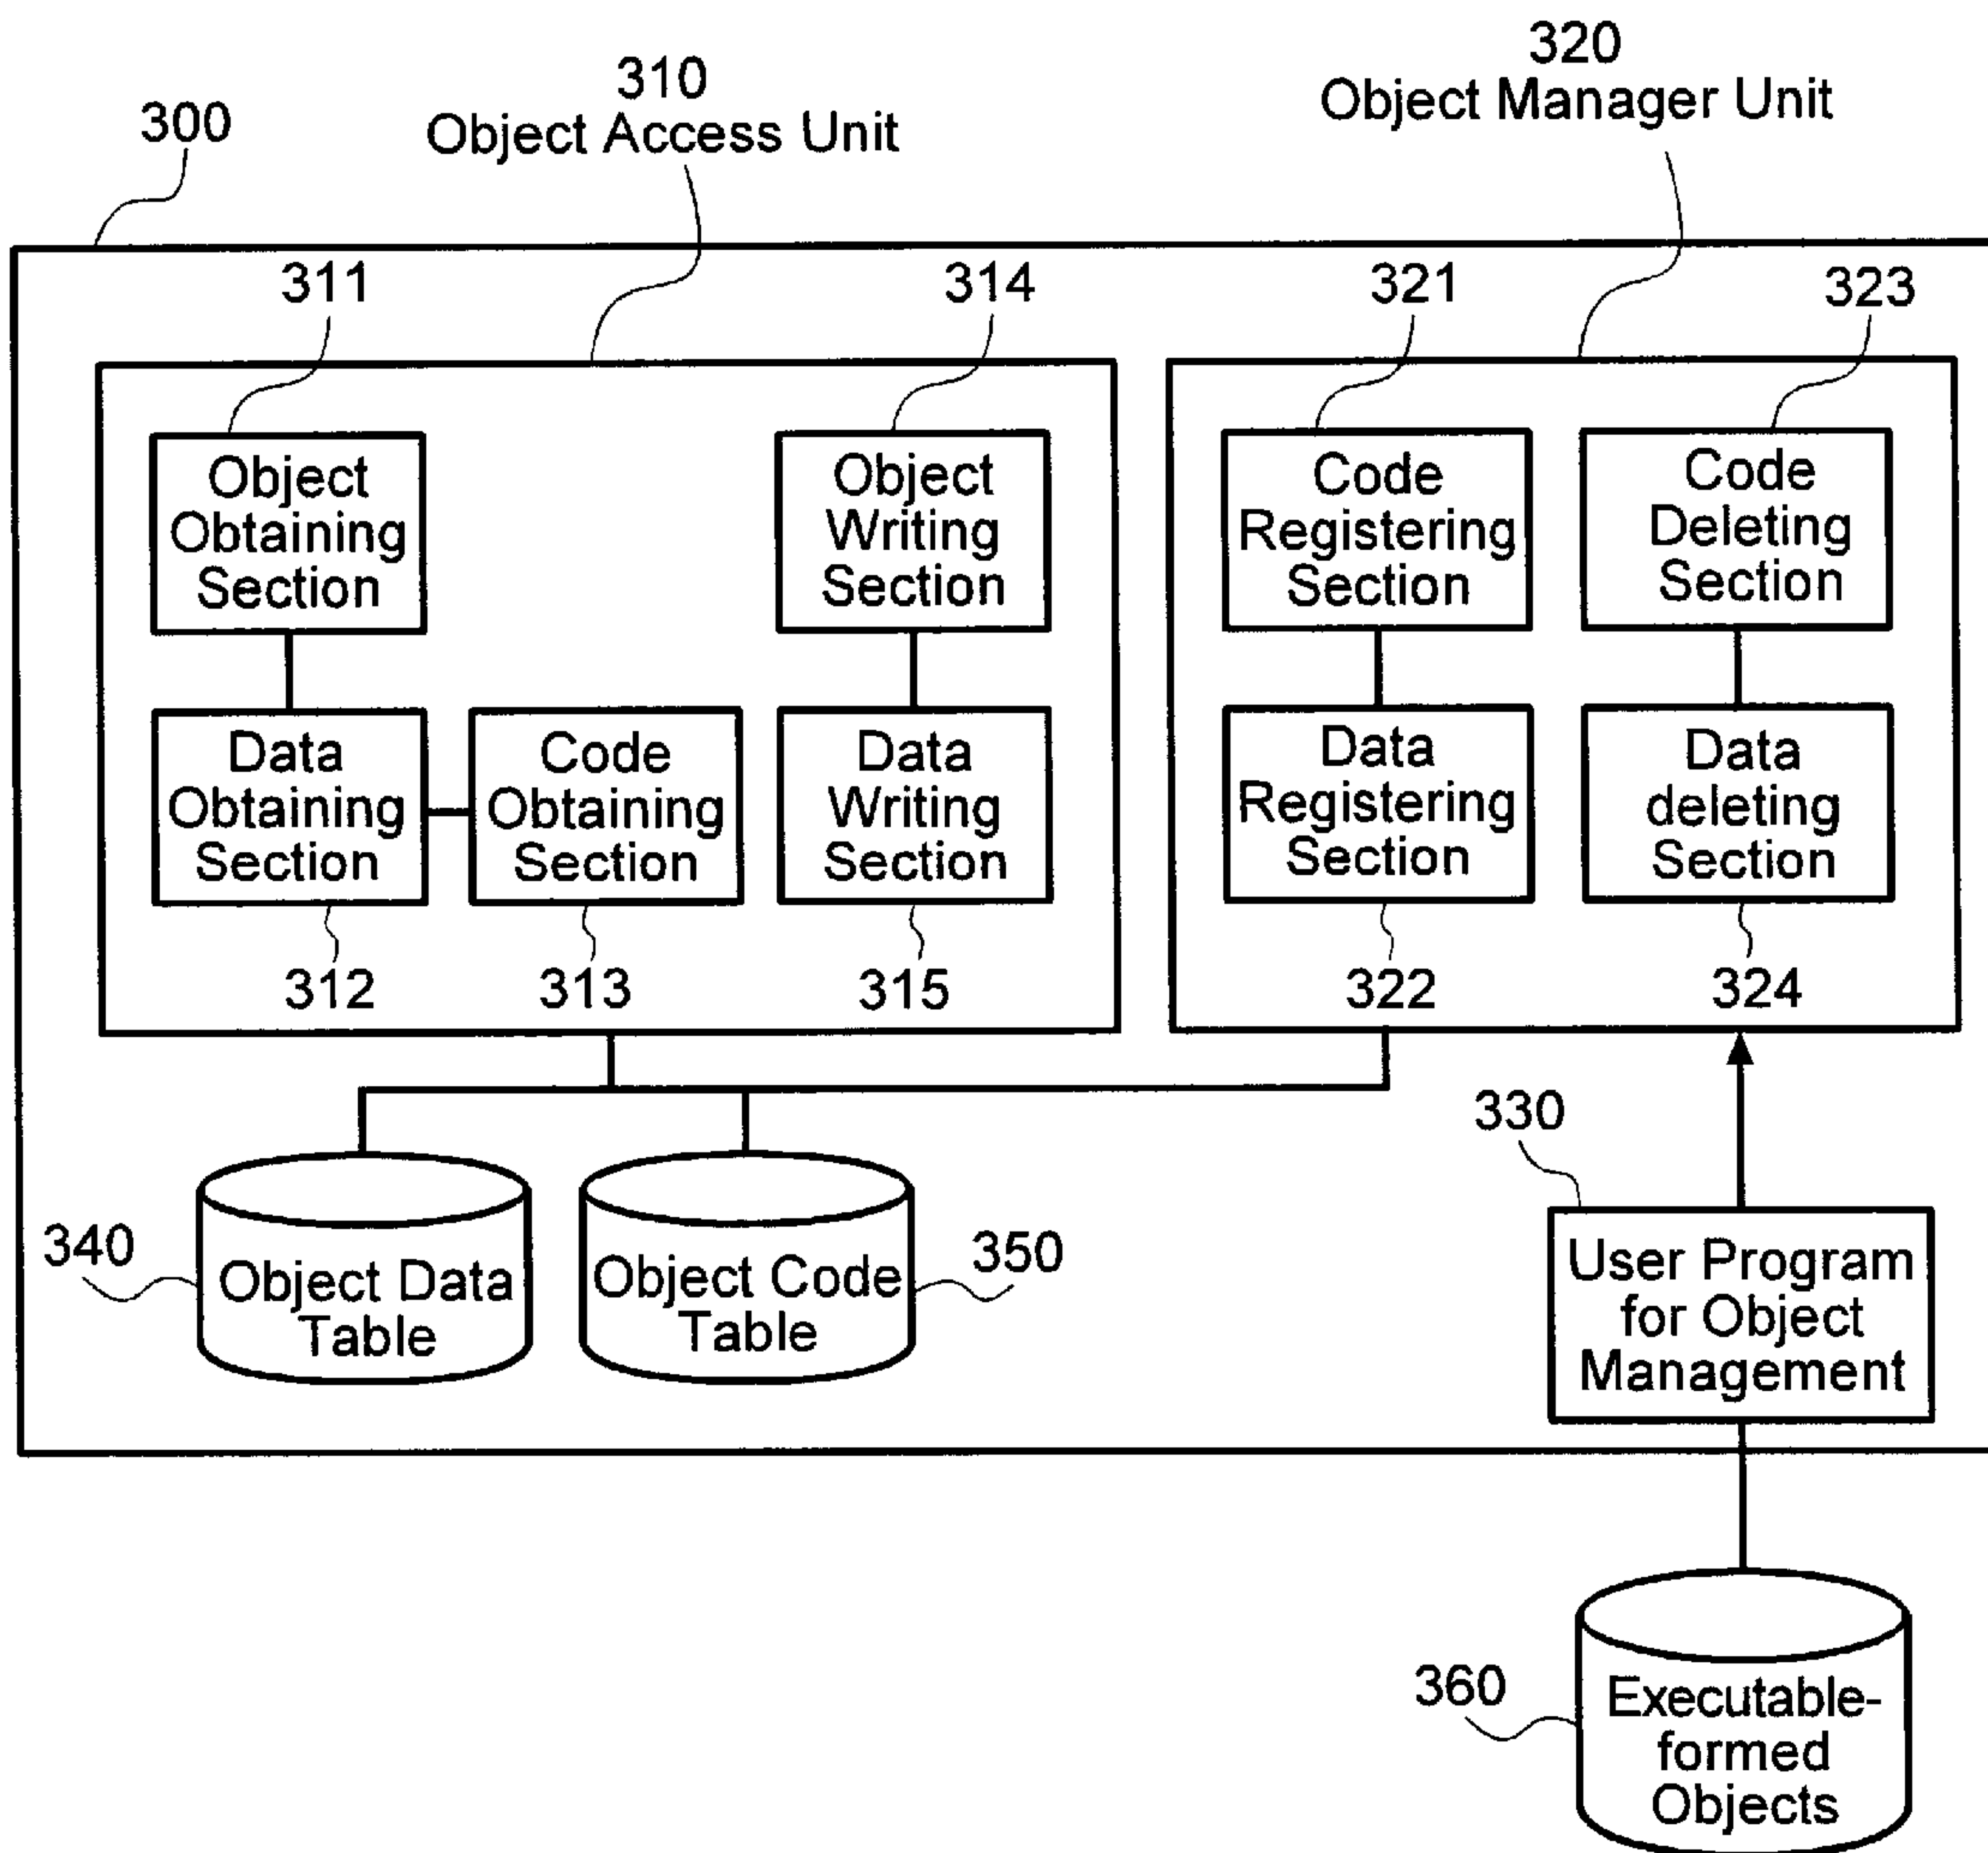 320
Object Manager Unit
310
Object Access Unit
300
311
314
321
323
Object
Obtaining
Section
Object
Writing
Section
Code
Registering
Section
Code
Deleting
Section
Data
Obtaining
Section
Code
Obtaining
Section
Data
Writing
Section
Data
Registering
Section
Data
deleting
Section
312
313
315
322
324
330
340
Object Data
Table
Object Code
Table
350
User Program
for Object
Management
360
Executable-
formed
Objects